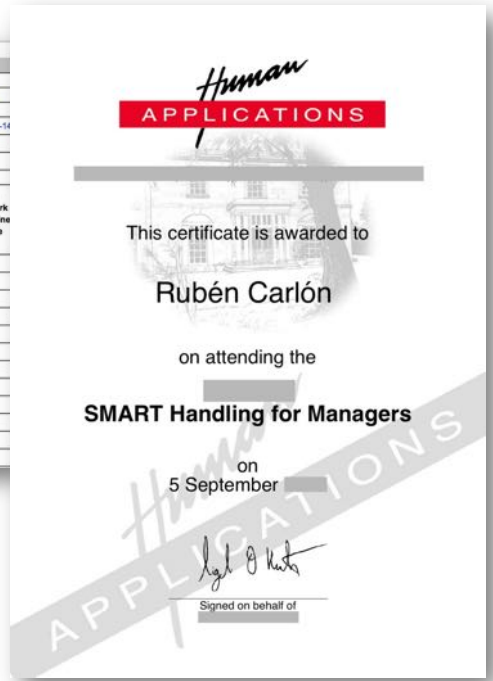 Human
APPLICATIONS
This certificate is awarded to
Rubén Carlón
on attending the
SMART Handling for Managers
on
5 September
Signed on behalf of
Human
APPLICATIONS